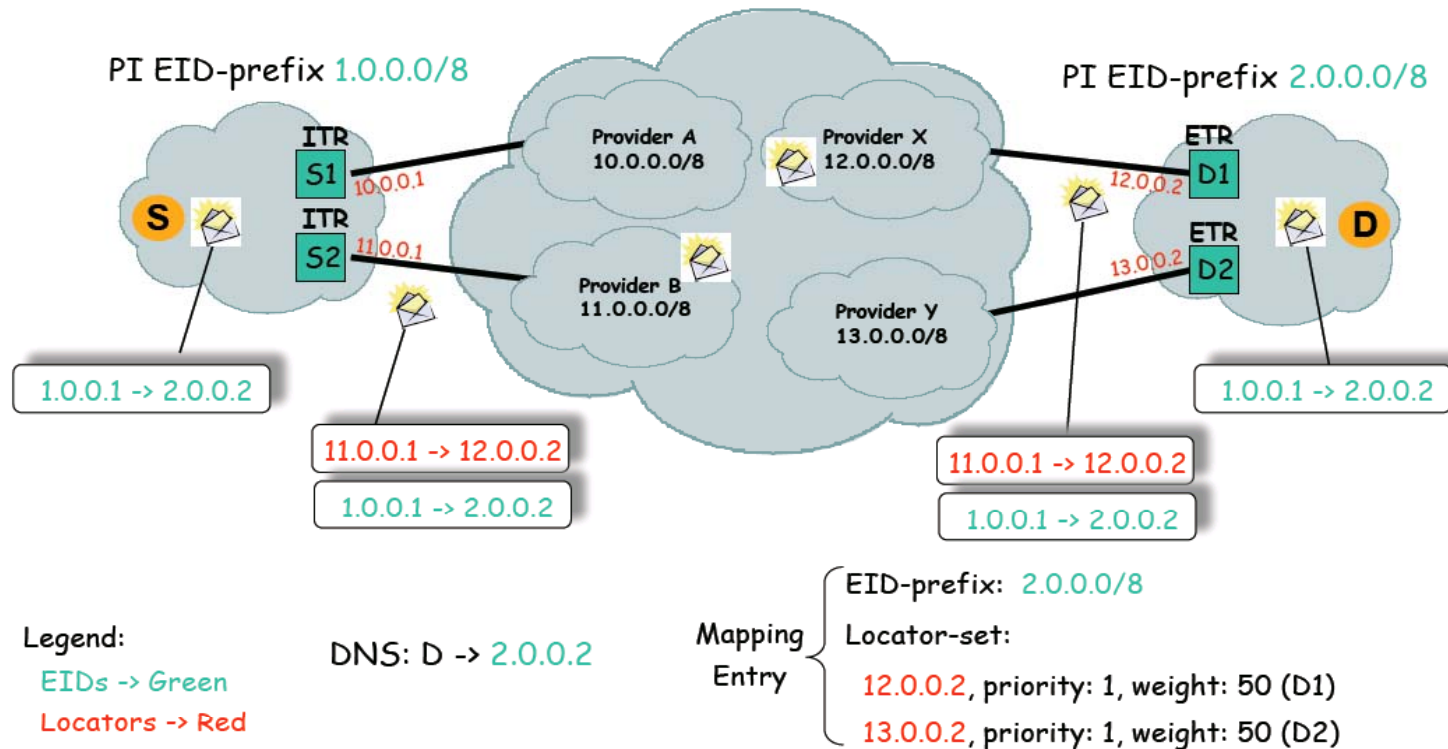 PI EID-prefix 1.0.0.0/8
PI EID-prefix 2.0.0.0/8
ITR
S1
10.0.0.1
ITR
S2
11.0.0.1
S
Provider A
10.0.0.0/8
Provider X
12.0.0.0/8
Provider B
11.0.0.0/8
Provider Y
13.0.0.0/8
ETR
D1
12.0.0.2
ETR
D2
13.0.0.2
D
1.0.0.1 -> 2.0.0.2
11.0.0.1 -> 12.0.0.2
1.0.0.1 -> 2.0.0.2
11.0.0.1 -> 12.0.0.2
1.0.0.1 -> 2.0.0.2
1.0.0.1 -> 2.0.0.2
Legend:
EIDs -> Green
Locators -> Red
DNS: D -> 2.0.0.2
Mapping
Entry
EID-prefix: 2.0.0.0/8
Locator-set:
12.0.0.2, priority: 1, weight: 50 (D1)
13.0.0.2, priority: 1, weight: 50 (D2)